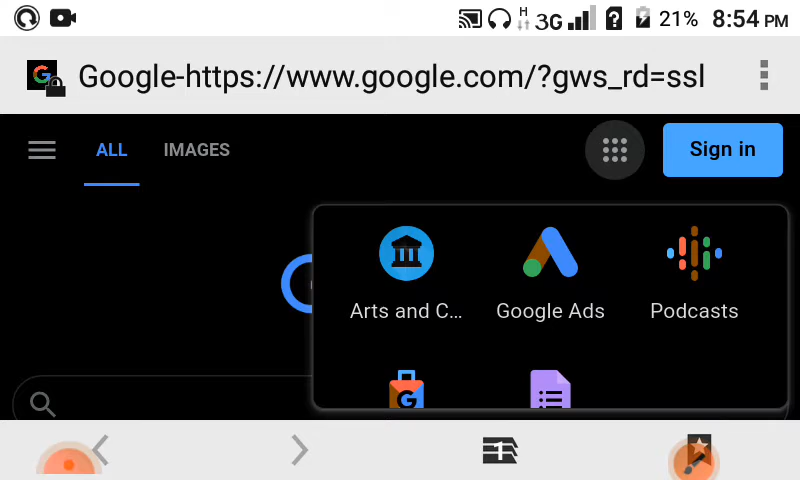 H 3G 21% 8:54 PM
Google-https://www.google.com/?gws_rd=ssl
ALL IMAGES Sign in
Arts and C... Google Ads Podcasts
G
1